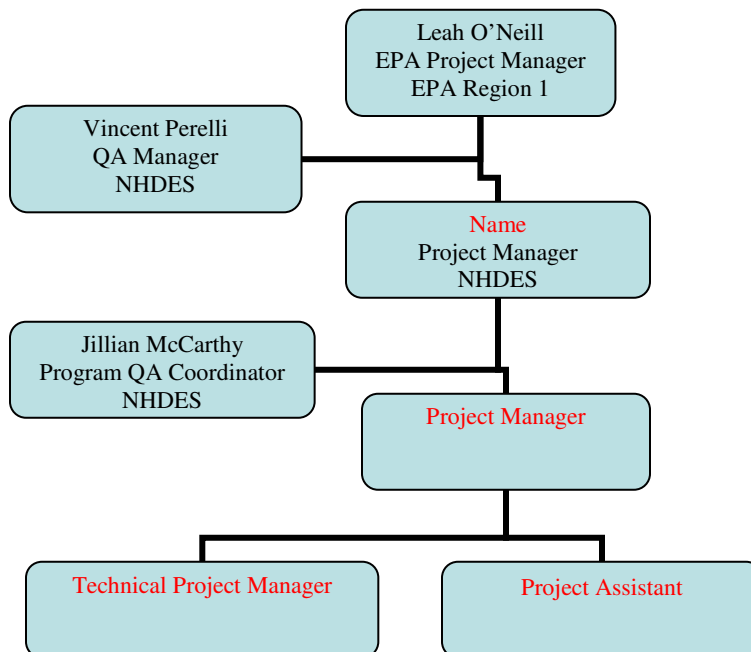 Leah O’Neill
EPA Project Manager
EPA Region 1
Vincent Perelli
QA Manager
NHDES
Name
Project Manager
NHDES
Jillian McCarthy
Program QA Coordinator
NHDES
Project Manager
Technical Project Manager
Project Assistant